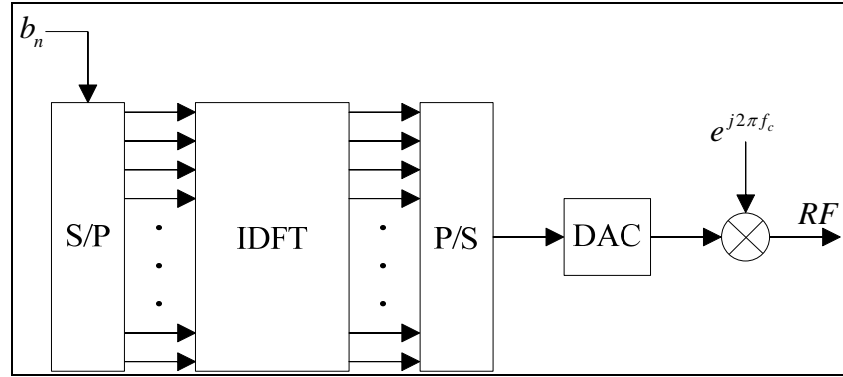 b_n
e^{j2πf_c}
RF
S/P
IDFT
P/S
DAC